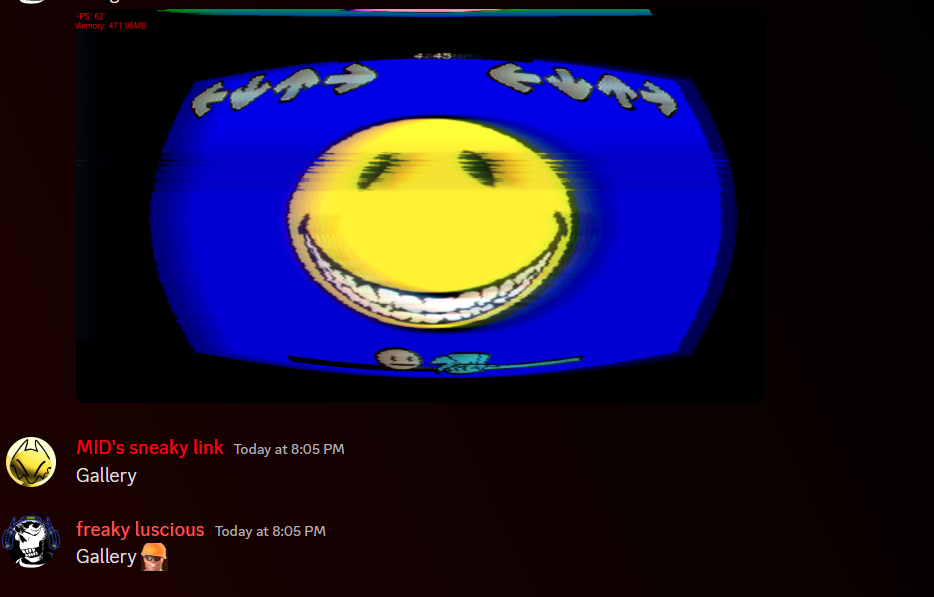 FPS: 62
Memory: 471.95MB
4:45
MID's sneaky link Today at 8:05 PM
Gallery
freaky luscious Today at 8:05 PM
Gallery